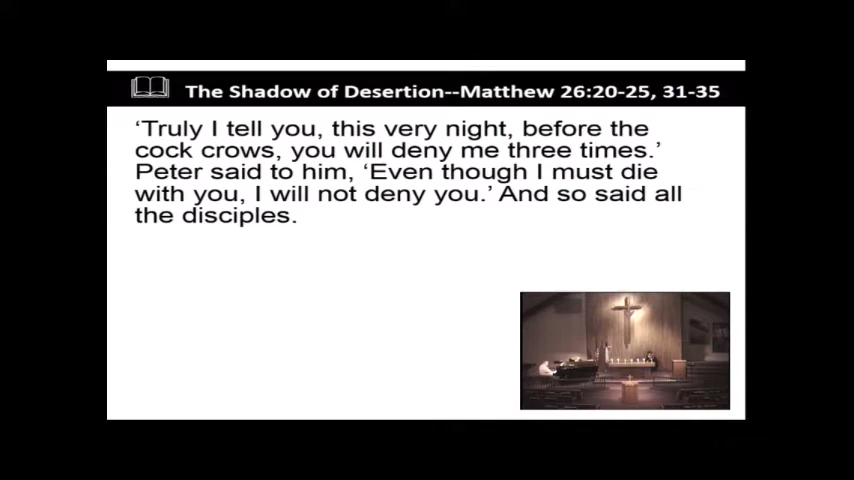 The Shadow of Desertion--Matthew 26:20-25, 31-35
‘Truly I tell you, this very night, before the
cock crows, you will deny me three times.’
Peter said to him, ‘Even though I must die
with you, I will not deny you.’ And so said all
the disciples.